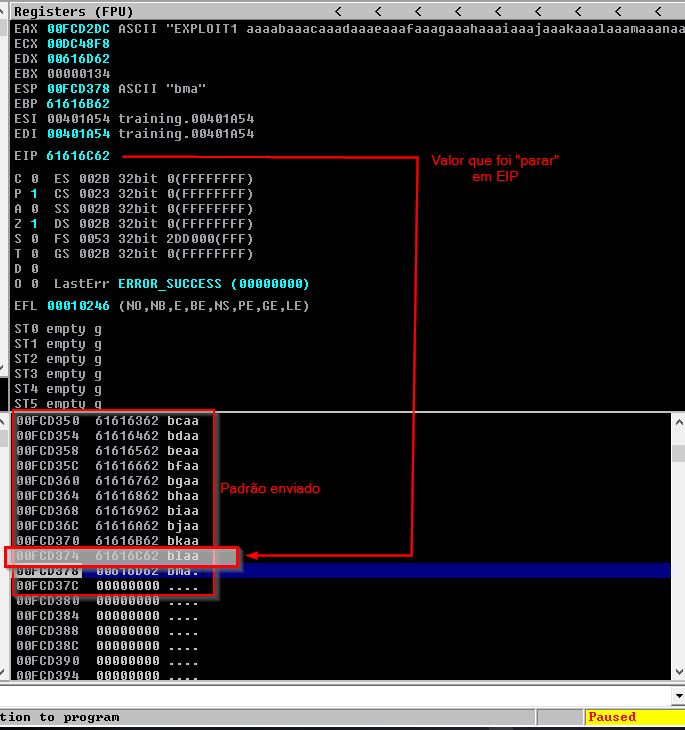 Registers (FPU) < < < < < < < < <
EAX 00FCD2DC ASCII "EXPLOIT1 aaaabaaacaaadaaaeaaafaaagaaahaaaiaaajaaakaaalaaamaaanaa
ECX 00DC48F8
EDX 00616D62
EBX 00000134
ESP 00FCD378 ASCII "bma"
EBP 61616B62
ESI 00401A54 training.00401A54
EDI 00401A54 training.00401A54
EIP 61616C62
Valor que foi "parar"
em EIP
C 0 ES 002B 32bit 0(FFFFFFFF)
P 1 CS 0023 32bit 0(FFFFFFFF)
A 0 SS 002B 32bit 0(FFFFFFFF)
Z 1 DS 002B 32bit 0(FFFFFFFF)
S 0 FS 0053 32bit 2DD000(FFF)
T 0 GS 002B 32bit 0(FFFFFFFF)
D 0
O 0 LastErr ERROR_SUCCESS (00000000)
EFL 00010246 (NO,NB,E,BE,NS,PE,GE,LE)
ST0 empty g
ST1 empty g
ST2 empty g
ST3 empty g
ST4 empty g
ST5 empty g
00FCD350 61616362 bcaa
00FCD354 61616462 bdaa
00FCD358 61616562 beaa
00FCD35C 61616662 bfaa
00FCD360 61616762 bgaa
Padrão enviado
00FCD364 61616862 bhaa
00FCD368 61616962 biaa
00FCD36C 61616A62 bjaa
00FCD370 61616B62 bkaa
00FCD374 61616C62 blaa
00FCD378 00616D62 bma.
00FCD37C 00000000 ....
00FCD380 00000000 ....
00FCD384 00000000 ....
00FCD388 00000000 ....
00FCD38C 00000000 ....
00FCD390 00000000 ....
00FCD394 00000000 ....
tion to program
Paused